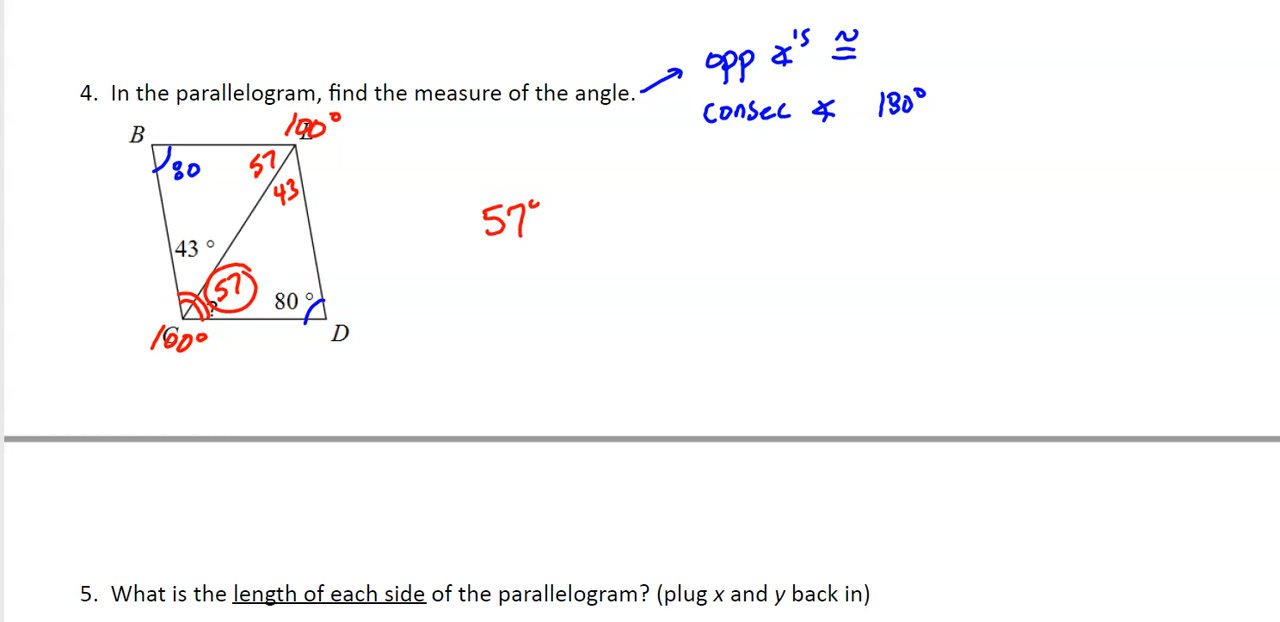 opp ∡'s ≅
4. In the parallelogram, find the measure of the angle.
consec ∡ 180°
B
100°
80
57
43
57°
43 °
57
?
80 °
100°
D
5. What is the length of each side of the parallelogram? (plug x and y back in)